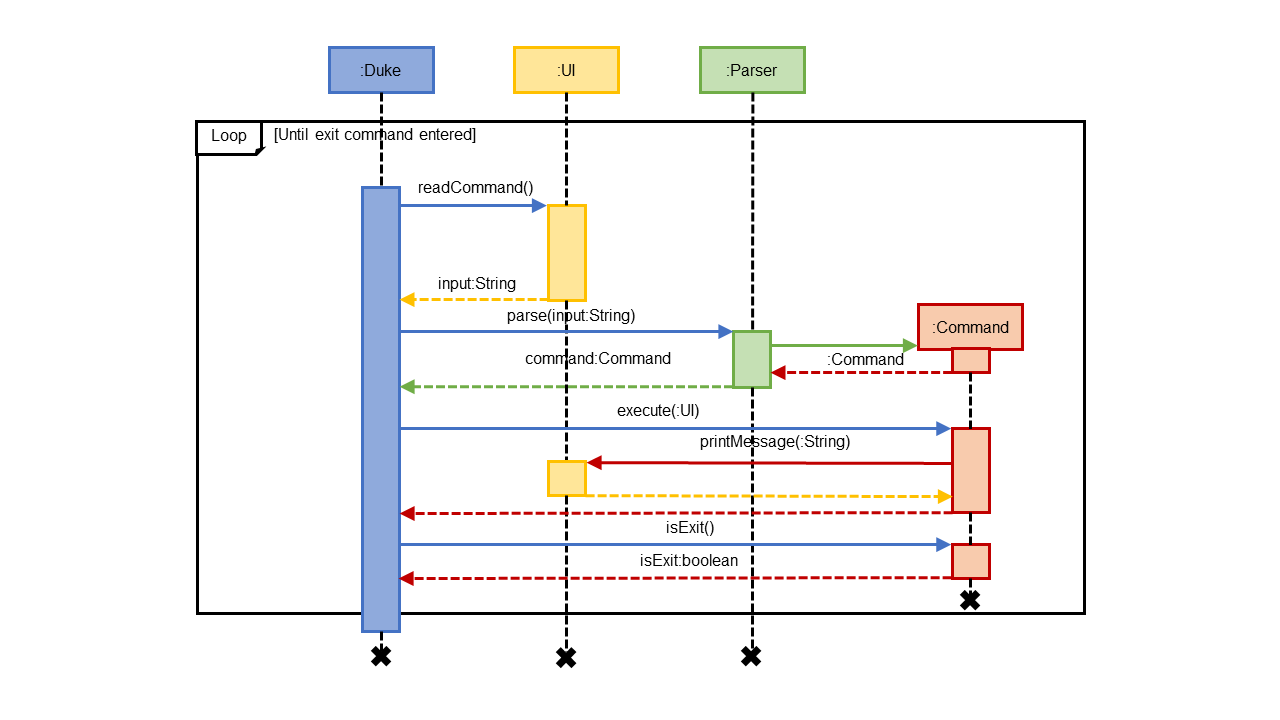 :Duke
:UI
:Parser
Loop
[Until exit command entered]
readCommand()
input:String
parse(input:String)
:Command
command:Command
:Command
execute(:UI)
printMessage(:String)
isExit()
isExit:boolean